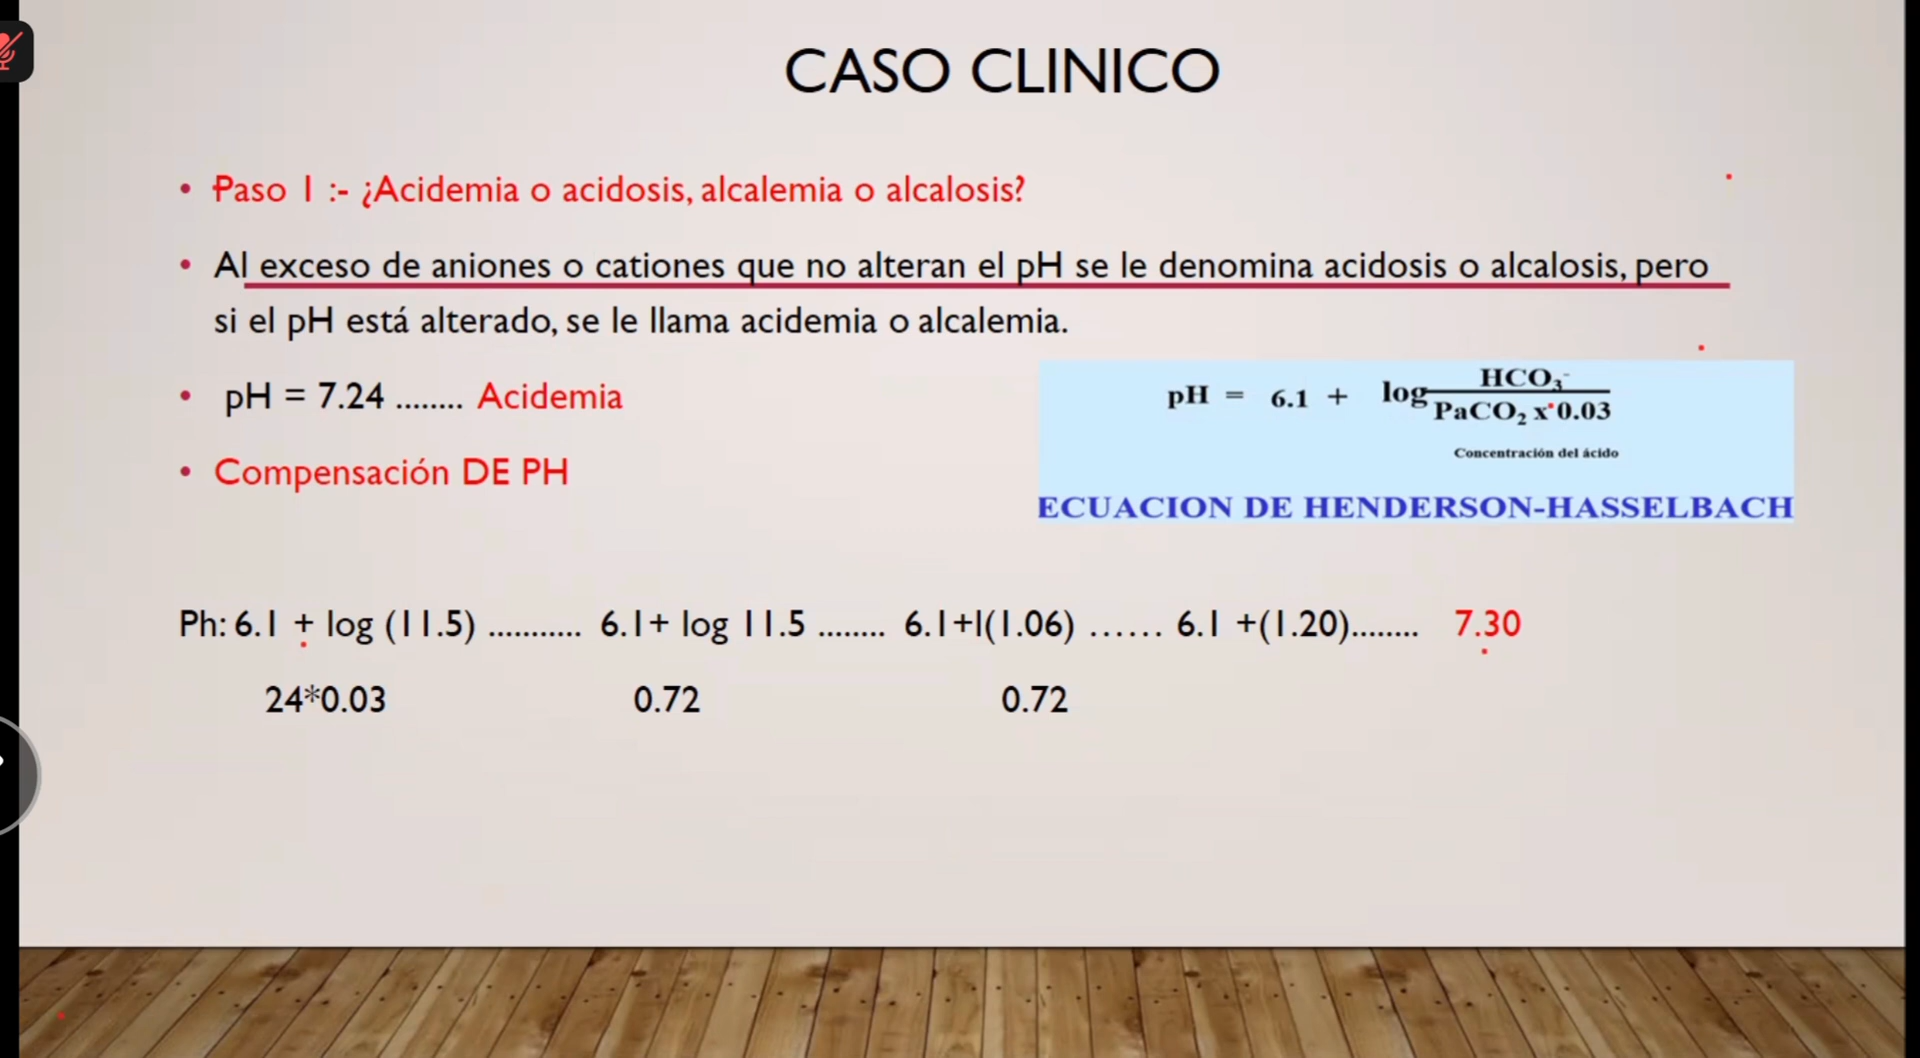 CASO CLINICO
• Paso 1 :- ¿Acidemia o acidosis, alcalemia o alcalosis?
• Al exceso de aniones o cationes que no alteran el pH se le denomina acidosis o alcalosis, pero
si el pH está alterado, se le llama acidemia o alcalemia.
• pH = 7.24 ........ Acidemia
• Compensación DE PH
pH = 6.1 + log HCO₃⁻
PaCO₂ x 0.03
Concentración del ácido
ECUACION DE HENDERSON-HASSELBACH
Ph: 6.1 + log (11.5) ........... 6.1+ log 11.5 ........ 6.1+l(1.06) ...... 6.1 +(1.20)........ 7.30
24*0.03 0.72 0.72